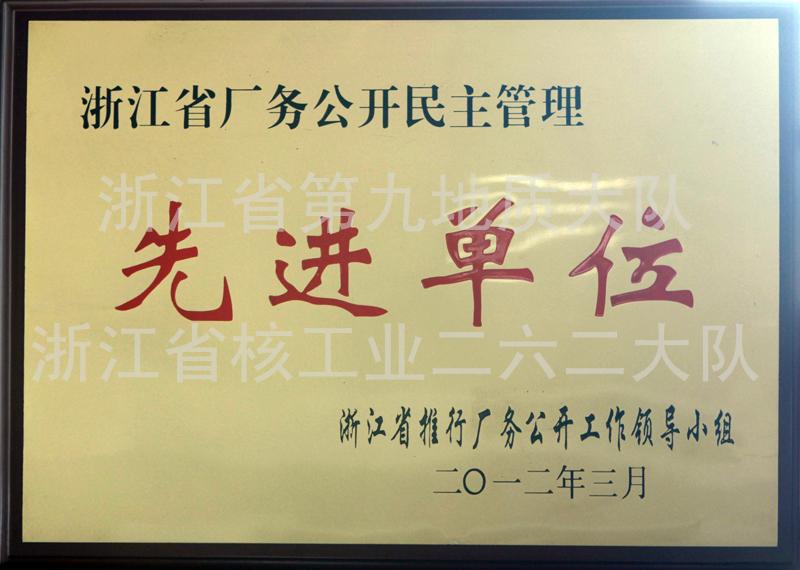 浙江省厂务公开民主管理
浙江省第九地质大队
先进单位
浙江省核工业二六二大队
浙江省推行厂务公开工作领导小组
二〇一二年三月